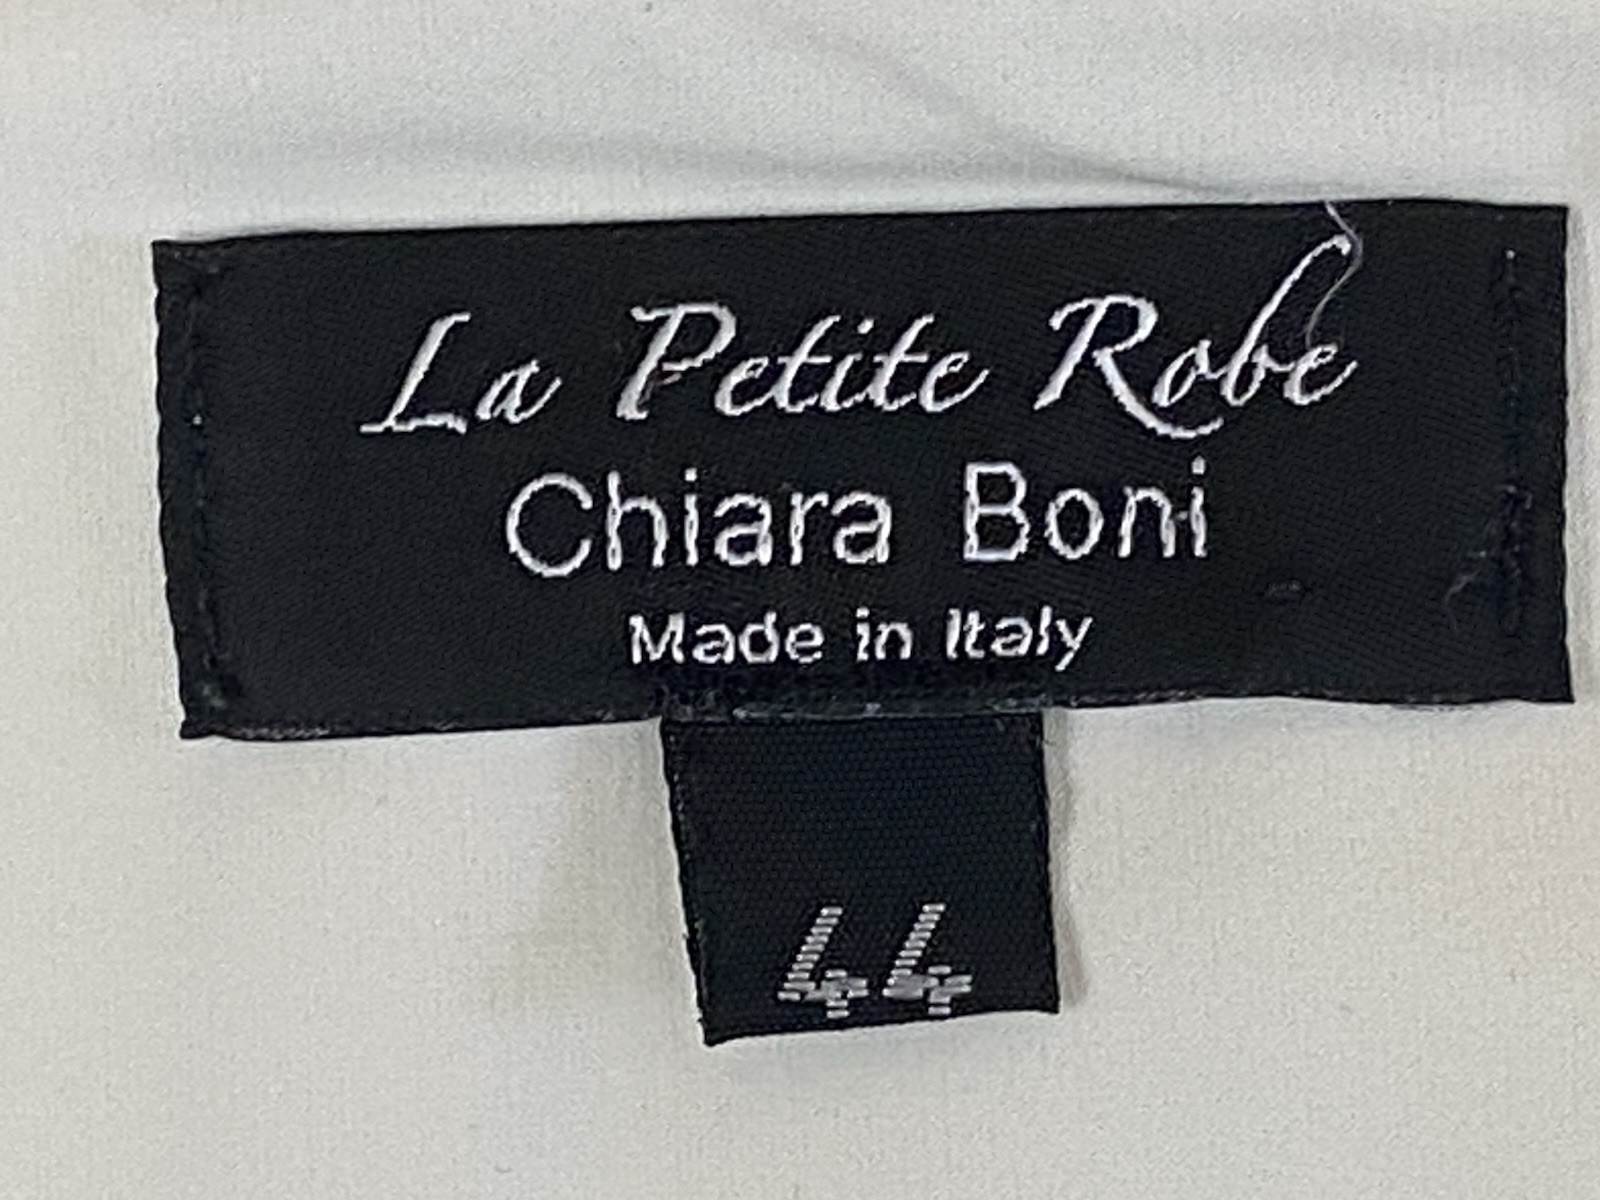 La Petite Robe
Chiara Boni
Made in Italy
44